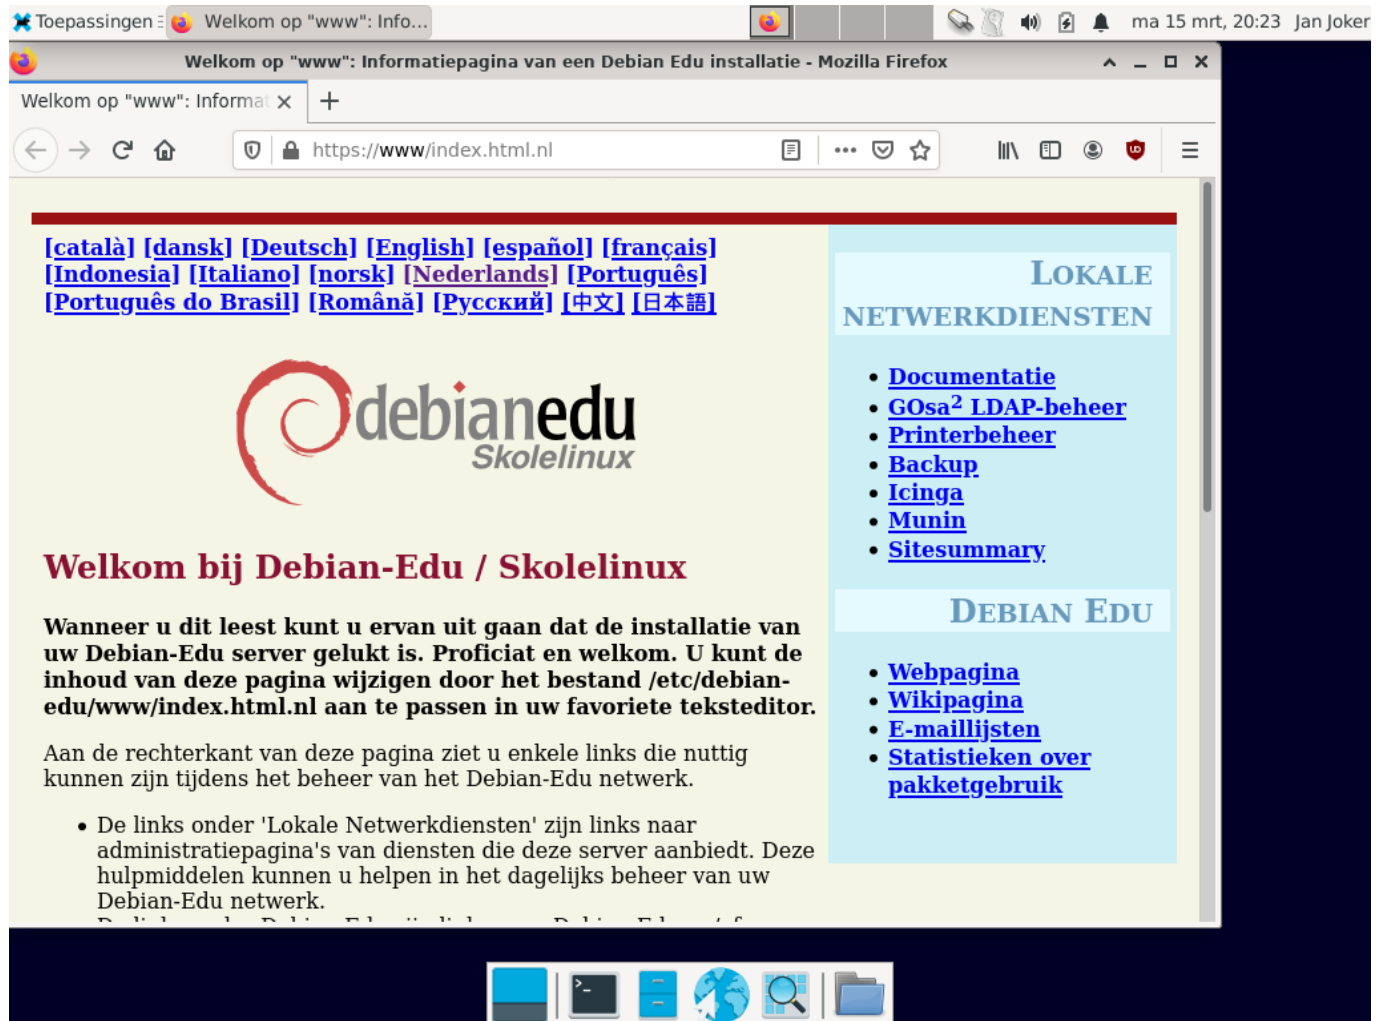 Toepassingen
Welkom op "www": Info...
ma 15 mrt, 20:23
Jan Joker
Welkom op "www": Informatiepagina van een Debian Edu installatie - Mozilla Firefox
Welkom op "www": Informat
https://www/index.html.nl
[català] [dansk] [Deutsch] [English] [español] [français]
[Indonesia] [Italiano] [norsk] [Nederlands] [Português]
[Português do Brasil] [Română] [Русский] [中文] [日本語]
debianedu
Skolelinux
Welkom bij Debian-Edu / Skolelinux
Wanneer u dit leest kunt u ervan uit gaan dat de installatie van
uw Debian-Edu server gelukt is. Proficiat en welkom. U kunt de
inhoud van deze pagina wijzigen door het bestand /etc/debian-
edu/www/index.html.nl aan te passen in uw favoriete teksteditor.
Aan de rechterkant van deze pagina ziet u enkele links die nuttig
kunnen zijn tijdens het beheer van het Debian-Edu netwerk.
• De links onder 'Lokale Netwerkdiensten' zijn links naar
administratiepagina's van diensten die deze server aanbiedt. Deze
hulpmiddelen kunnen u helpen in het dagelijks beheer van uw
Debian-Edu netwerk.
Lokale
netwerkdiensten
• Documentatie
• GOsa² LDAP-beheer
• Printerbeheer
• Backup
• Icinga
• Munin
• Sitesummary
Debian Edu
• Webpagina
• Wikipagina
• E-maillijsten
• Statistieken over
pakketgebruik